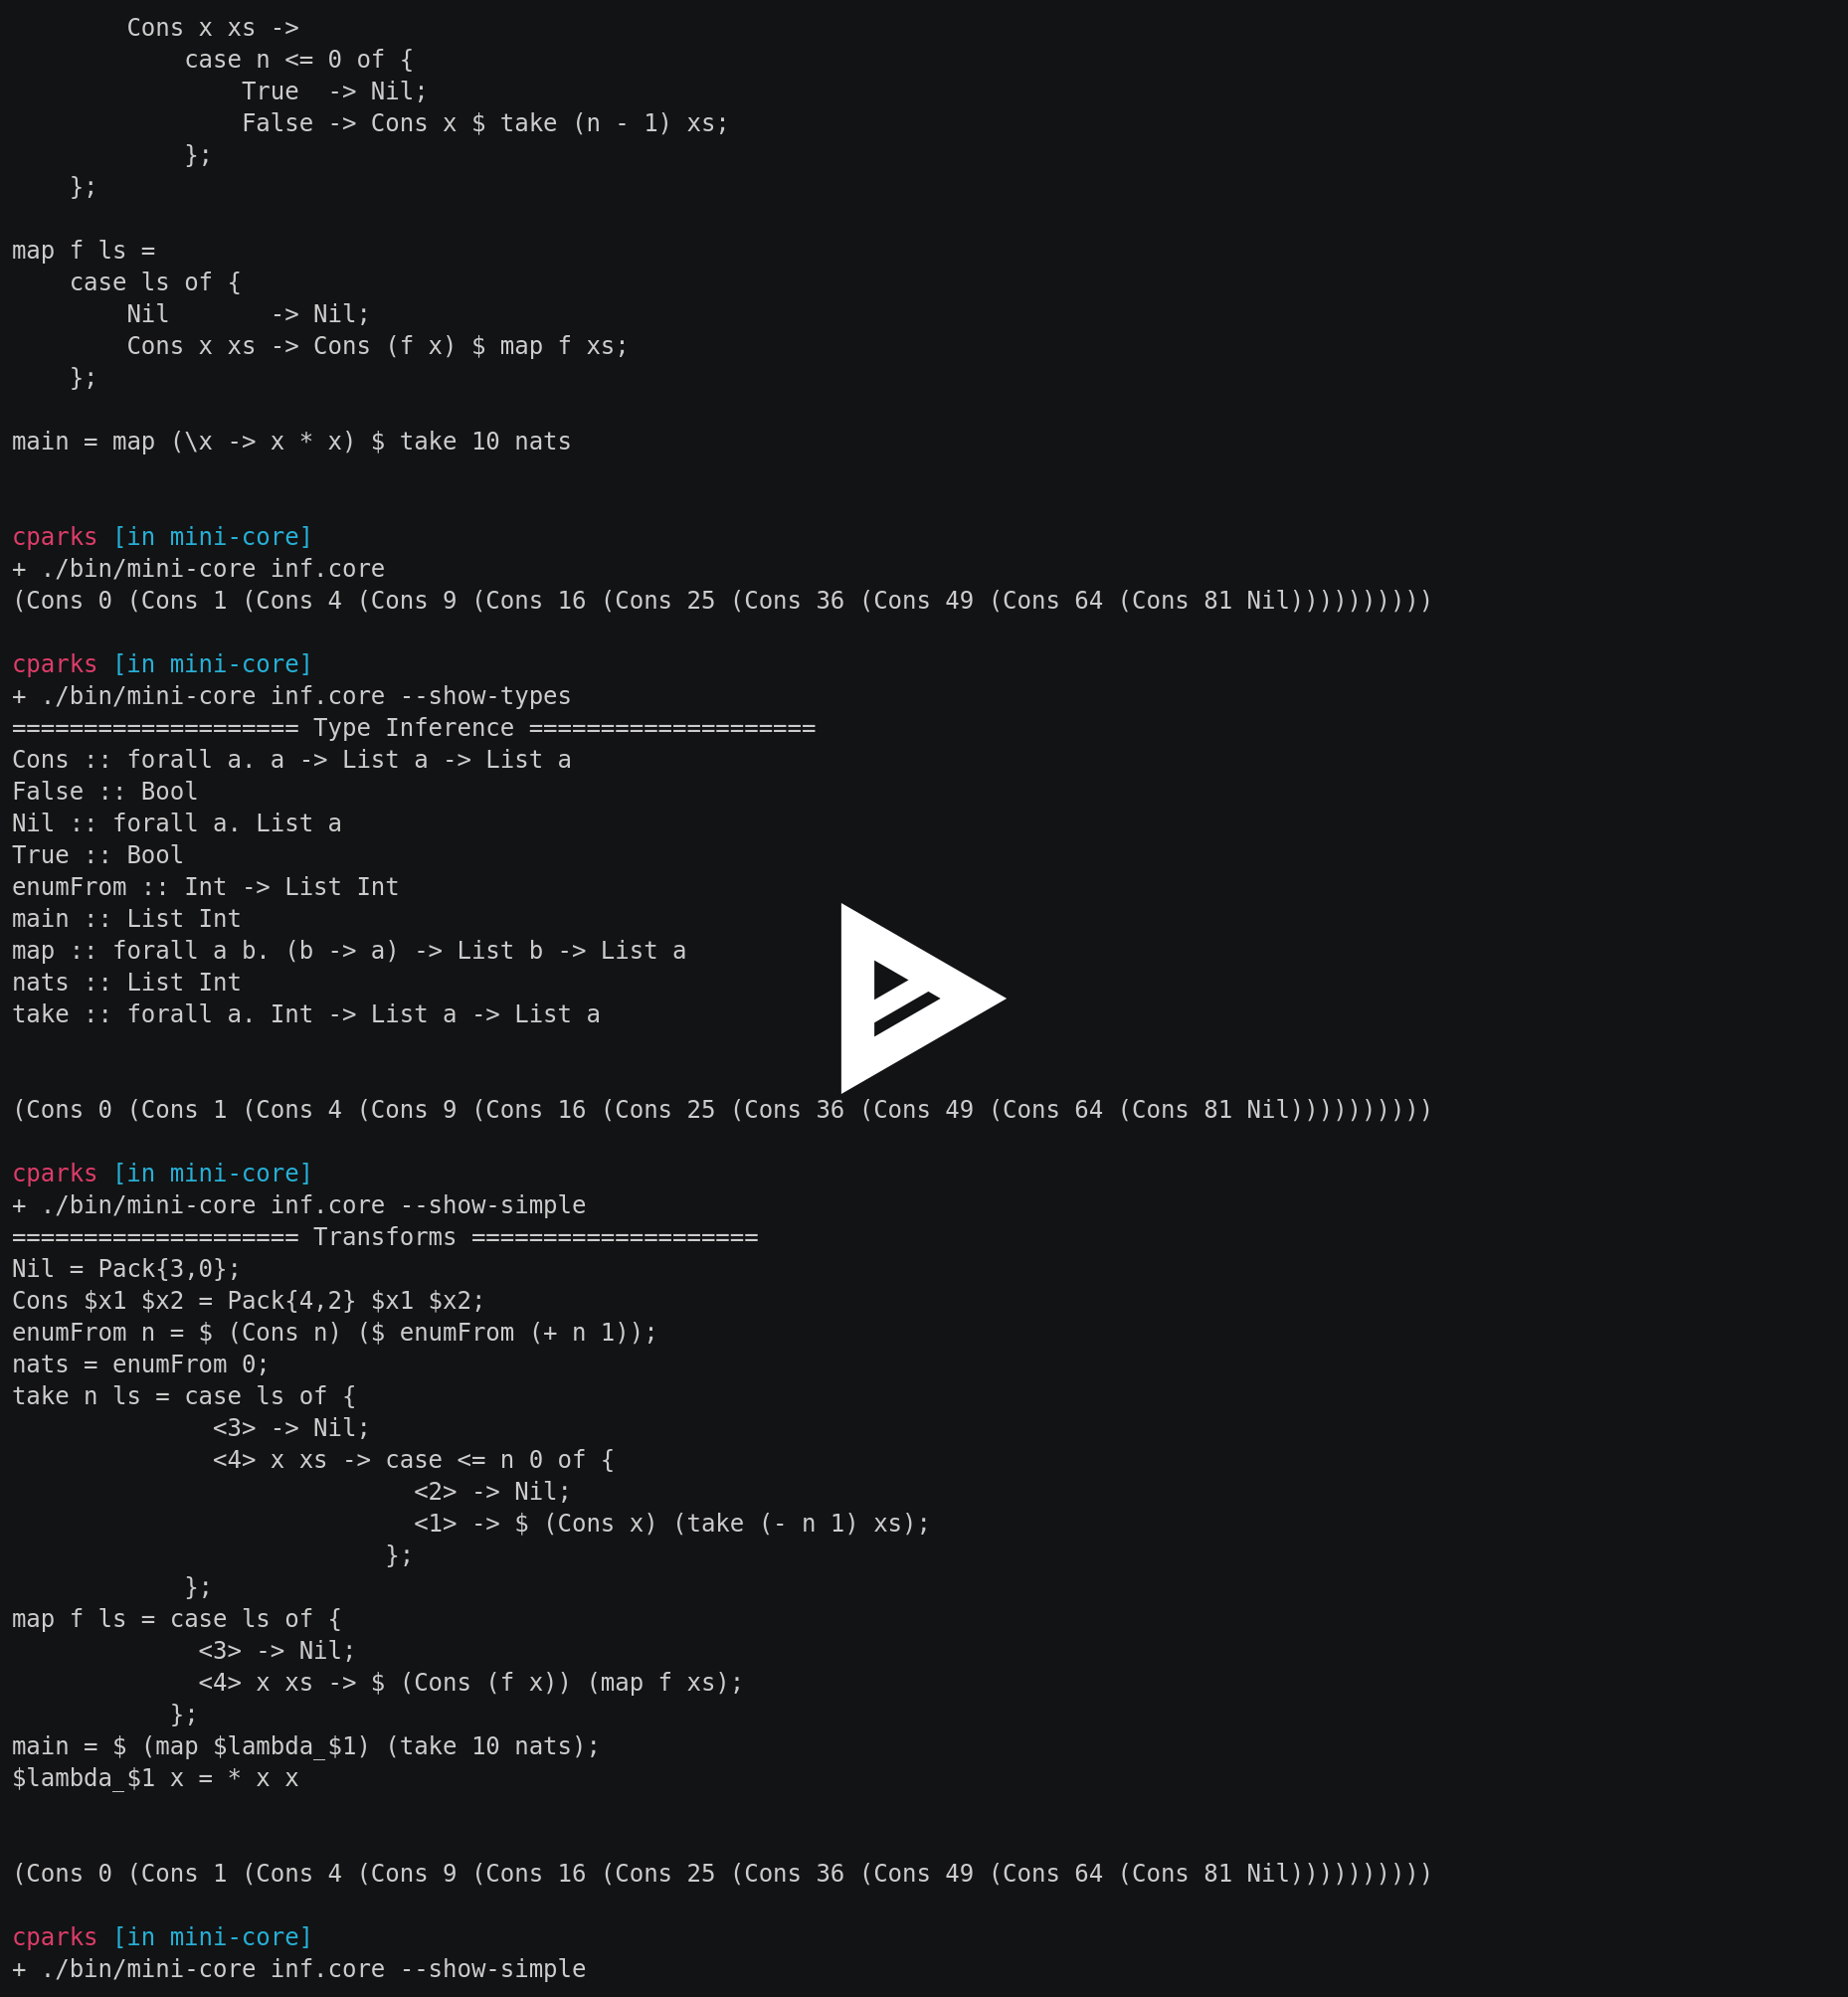 Cons x xs ->
            case n <= 0 of {
                True  -> Nil;
                False -> Cons x $ take (n - 1) xs;
            };
    };

map f ls =
    case ls of {
        Nil       -> Nil;
        Cons x xs -> Cons (f x) $ map f xs;
    };

main = map (\x -> x * x) $ take 10 nats


cparks [in mini-core]
+ ./bin/mini-core inf.core
(Cons 0 (Cons 1 (Cons 4 (Cons 9 (Cons 16 (Cons 25 (Cons 36 (Cons 49 (Cons 64 (Cons 81 Nil))))))))))

cparks [in mini-core]
+ ./bin/mini-core inf.core --show-types
==================== Type Inference ====================
Cons :: forall a. a -> List a -> List a
False :: Bool
Nil :: forall a. List a
True :: Bool
enumFrom :: Int -> List Int
main :: List Int
map :: forall a b. (b -> a) -> List b -> List a
nats :: List Int
take :: forall a. Int -> List a -> List a


(Cons 0 (Cons 1 (Cons 4 (Cons 9 (Cons 16 (Cons 25 (Cons 36 (Cons 49 (Cons 64 (Cons 81 Nil))))))))))

cparks [in mini-core]
+ ./bin/mini-core inf.core --show-simple
==================== Transforms ====================
Nil = Pack{3,0};
Cons $x1 $x2 = Pack{4,2} $x1 $x2;
enumFrom n = $ (Cons n) ($ enumFrom (+ n 1));
nats = enumFrom 0;
take n ls = case ls of {
              <3> -> Nil;
              <4> x xs -> case <= n 0 of {
                            <2> -> Nil;
                            <1> -> $ (Cons x) (take (- n 1) xs);
                          };
            };
map f ls = case ls of {
             <3> -> Nil;
             <4> x xs -> $ (Cons (f x)) (map f xs);
           };
main = $ (map $lambda_$1) (take 10 nats);
$lambda_$1 x = * x x


(Cons 0 (Cons 1 (Cons 4 (Cons 9 (Cons 16 (Cons 25 (Cons 36 (Cons 49 (Cons 64 (Cons 81 Nil))))))))))

cparks [in mini-core]
+ ./bin/mini-core inf.core --show-simple